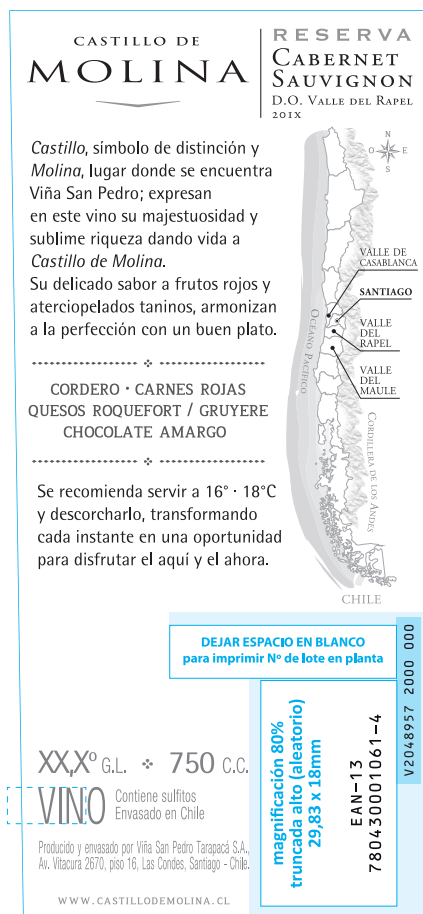 CASTILLO DE
MOLINA
RESERVA
CABERNET
SAUVIGNON
D.O. VALLE DEL RAPEL
201X
Castillo, símbolo de distinción y
Molina, lugar donde se encuentra
Viña San Pedro; expresan
en este vino su majestuosidad y
sublime riqueza dando vida a
Castillo de Molina.
Su delicado sabor a frutos rojos y
aterciopelados taninos, armonizan
a la perfección con un buen plato.
CORDERO · CARNES ROJAS
QUESOS ROQUEFORT / GRUYERE
CHOCOLATE AMARGO
Se recomienda servir a 16° · 18°C
y descorcharlo, transformando
cada instante en una oportunidad
para disfrutar el aquí y el ahora.
N
O E
S
VALLE DE
CASABLANCA
SANTIAGO
VALLE
DEL
RAPEL
VALLE
DEL
MAULE
OCEANO PACIFICO
CORDILLERA DE LOS ANDES
CHILE
DEJAR ESPACIO EN BLANCO
para imprimir Nº de lote en planta
V2048957 2000 000
magnificación 80%
truncada alto (aleatorio)
29,83 x 18mm
EAN-13
780430001061-4
XX,Xº G.L. 750 C.C.
VINO
Contiene sulfitos
Envasado en Chile
Producido y envasado por Viña San Pedro Tarapacá S.A.,
Av. Vitacura 2670, piso 16, Las Condes, Santiago - Chile.
WWW.CASTILLODEMOLINA.CL